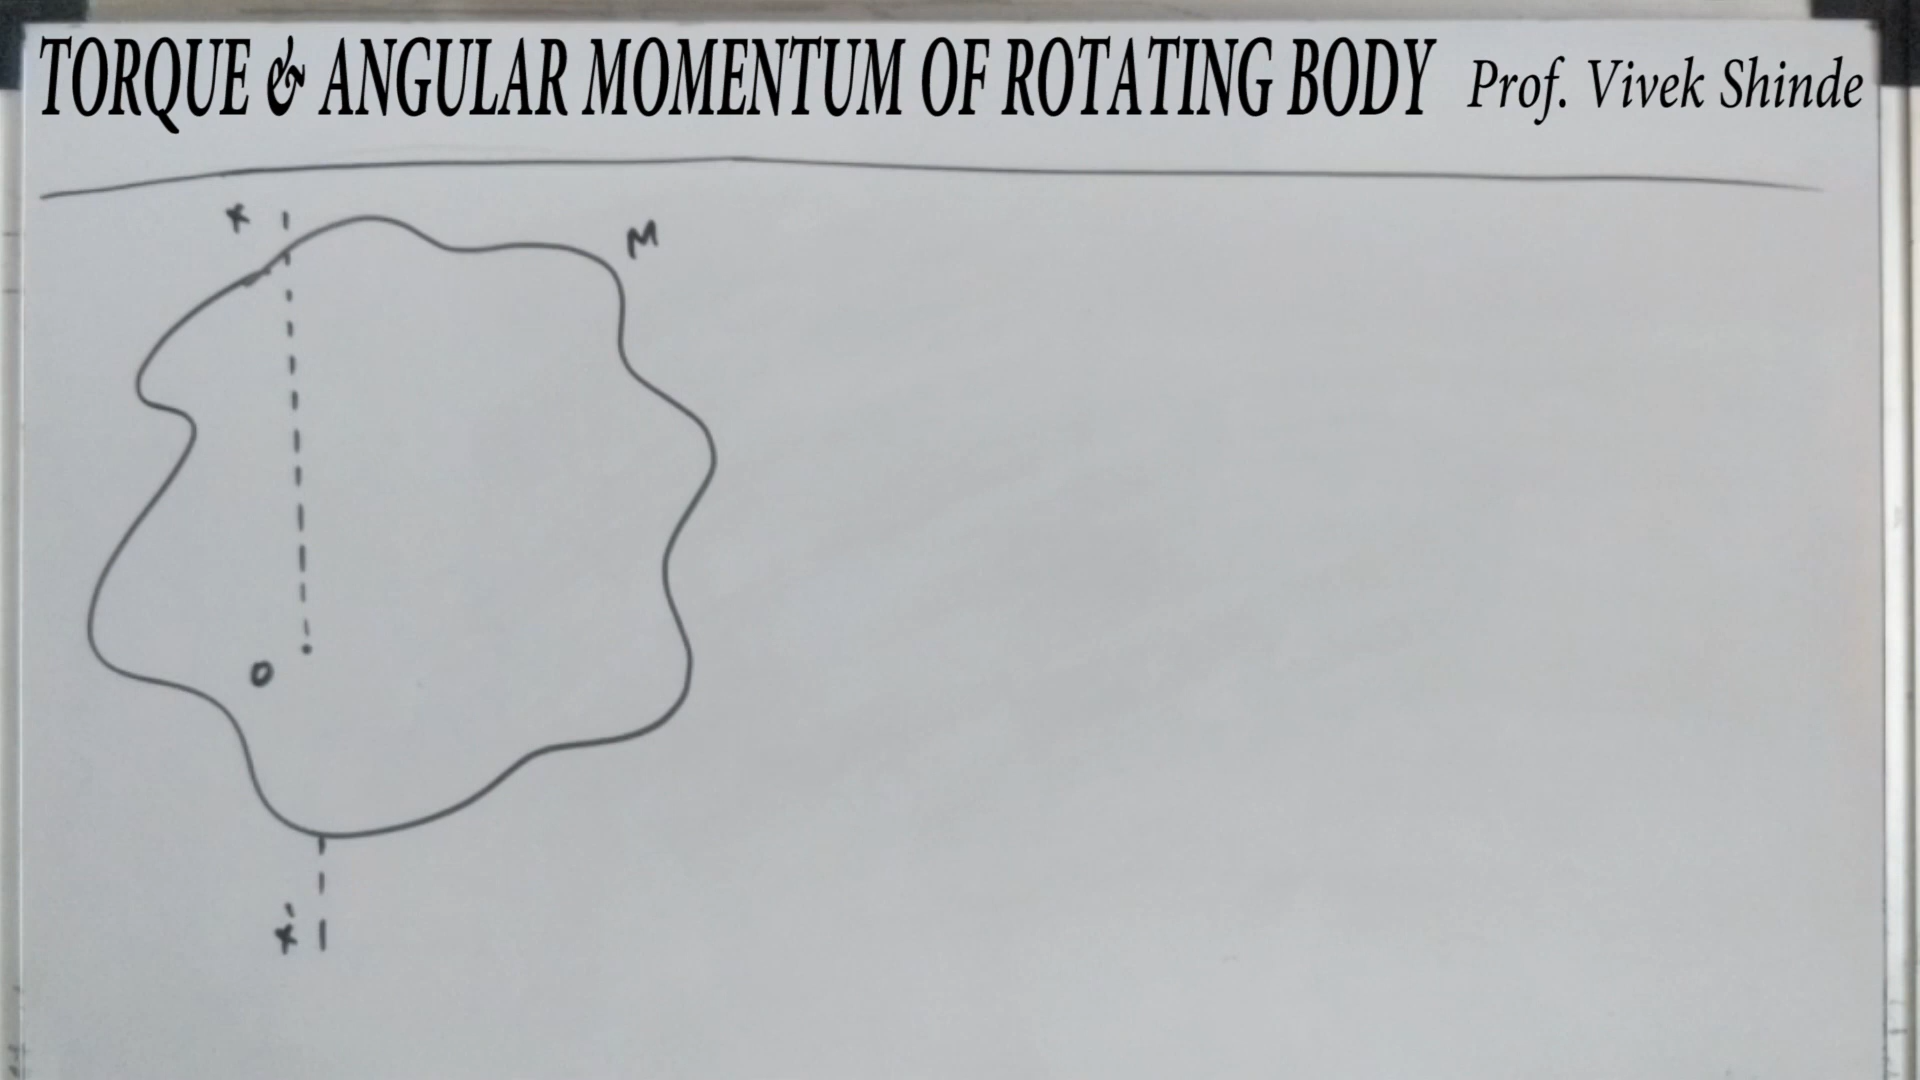 TORQUE & ANGULAR MOMENTUM OF ROTATING BODY Prof. Vivek Shinde
X
M
O
X'